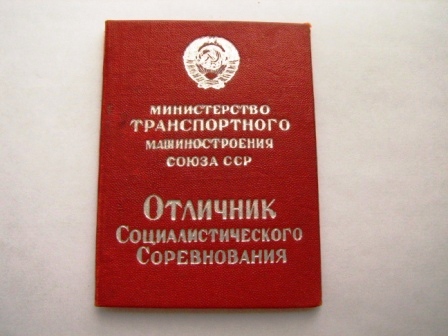 МИНИСТЕРСТВО
ТРАНСПОРТНОГО
МАШИНОСТРОЕНИЯ
СОЮЗА ССР
ОТЛИЧНИК
СОЦИАЛИСТИЧЕСКОГО
СОРЕВНОВАНИЯ